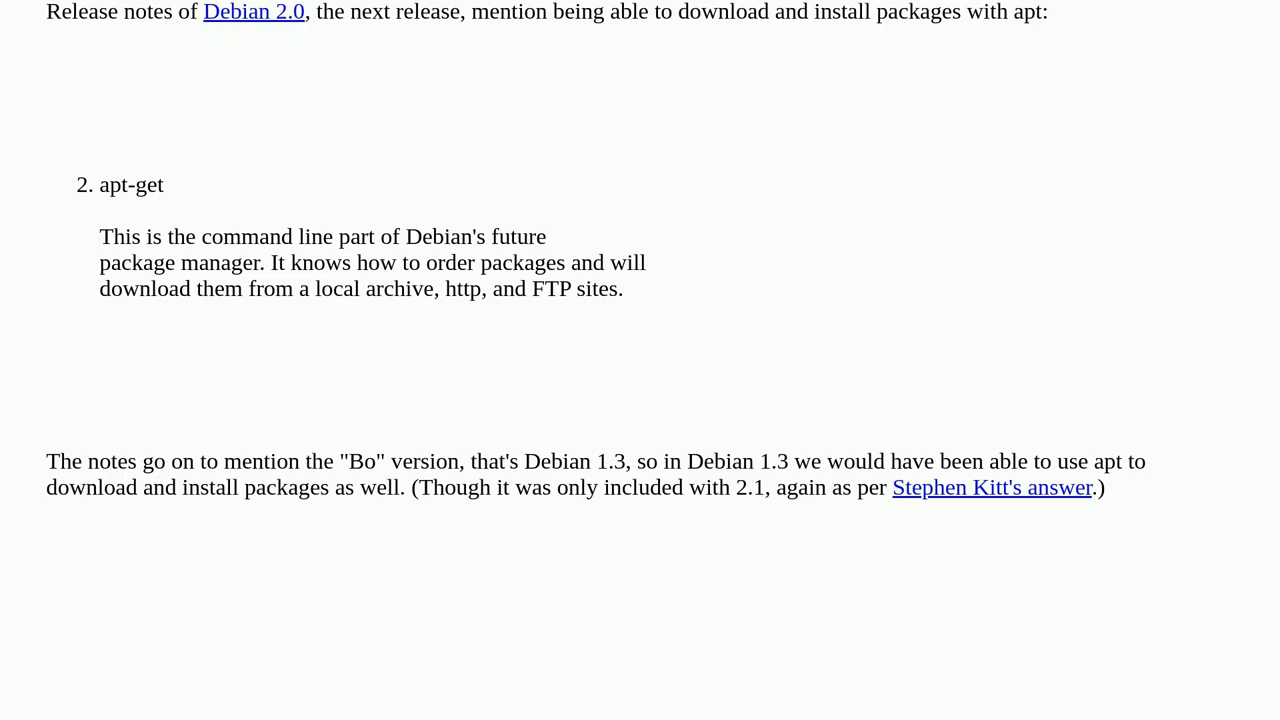 Release notes of Debian 2.0, the next release, mention being able to download and install packages with apt:
2. apt-get
This is the command line part of Debian's future
package manager. It knows how to order packages and will
download them from a local archive, http, and FTP sites.
The notes go on to mention the "Bo" version, that's Debian 1.3, so in Debian 1.3 we would have been able to use apt to
download and install packages as well. (Though it was only included with 2.1, again as per Stephen Kitt's answer.)